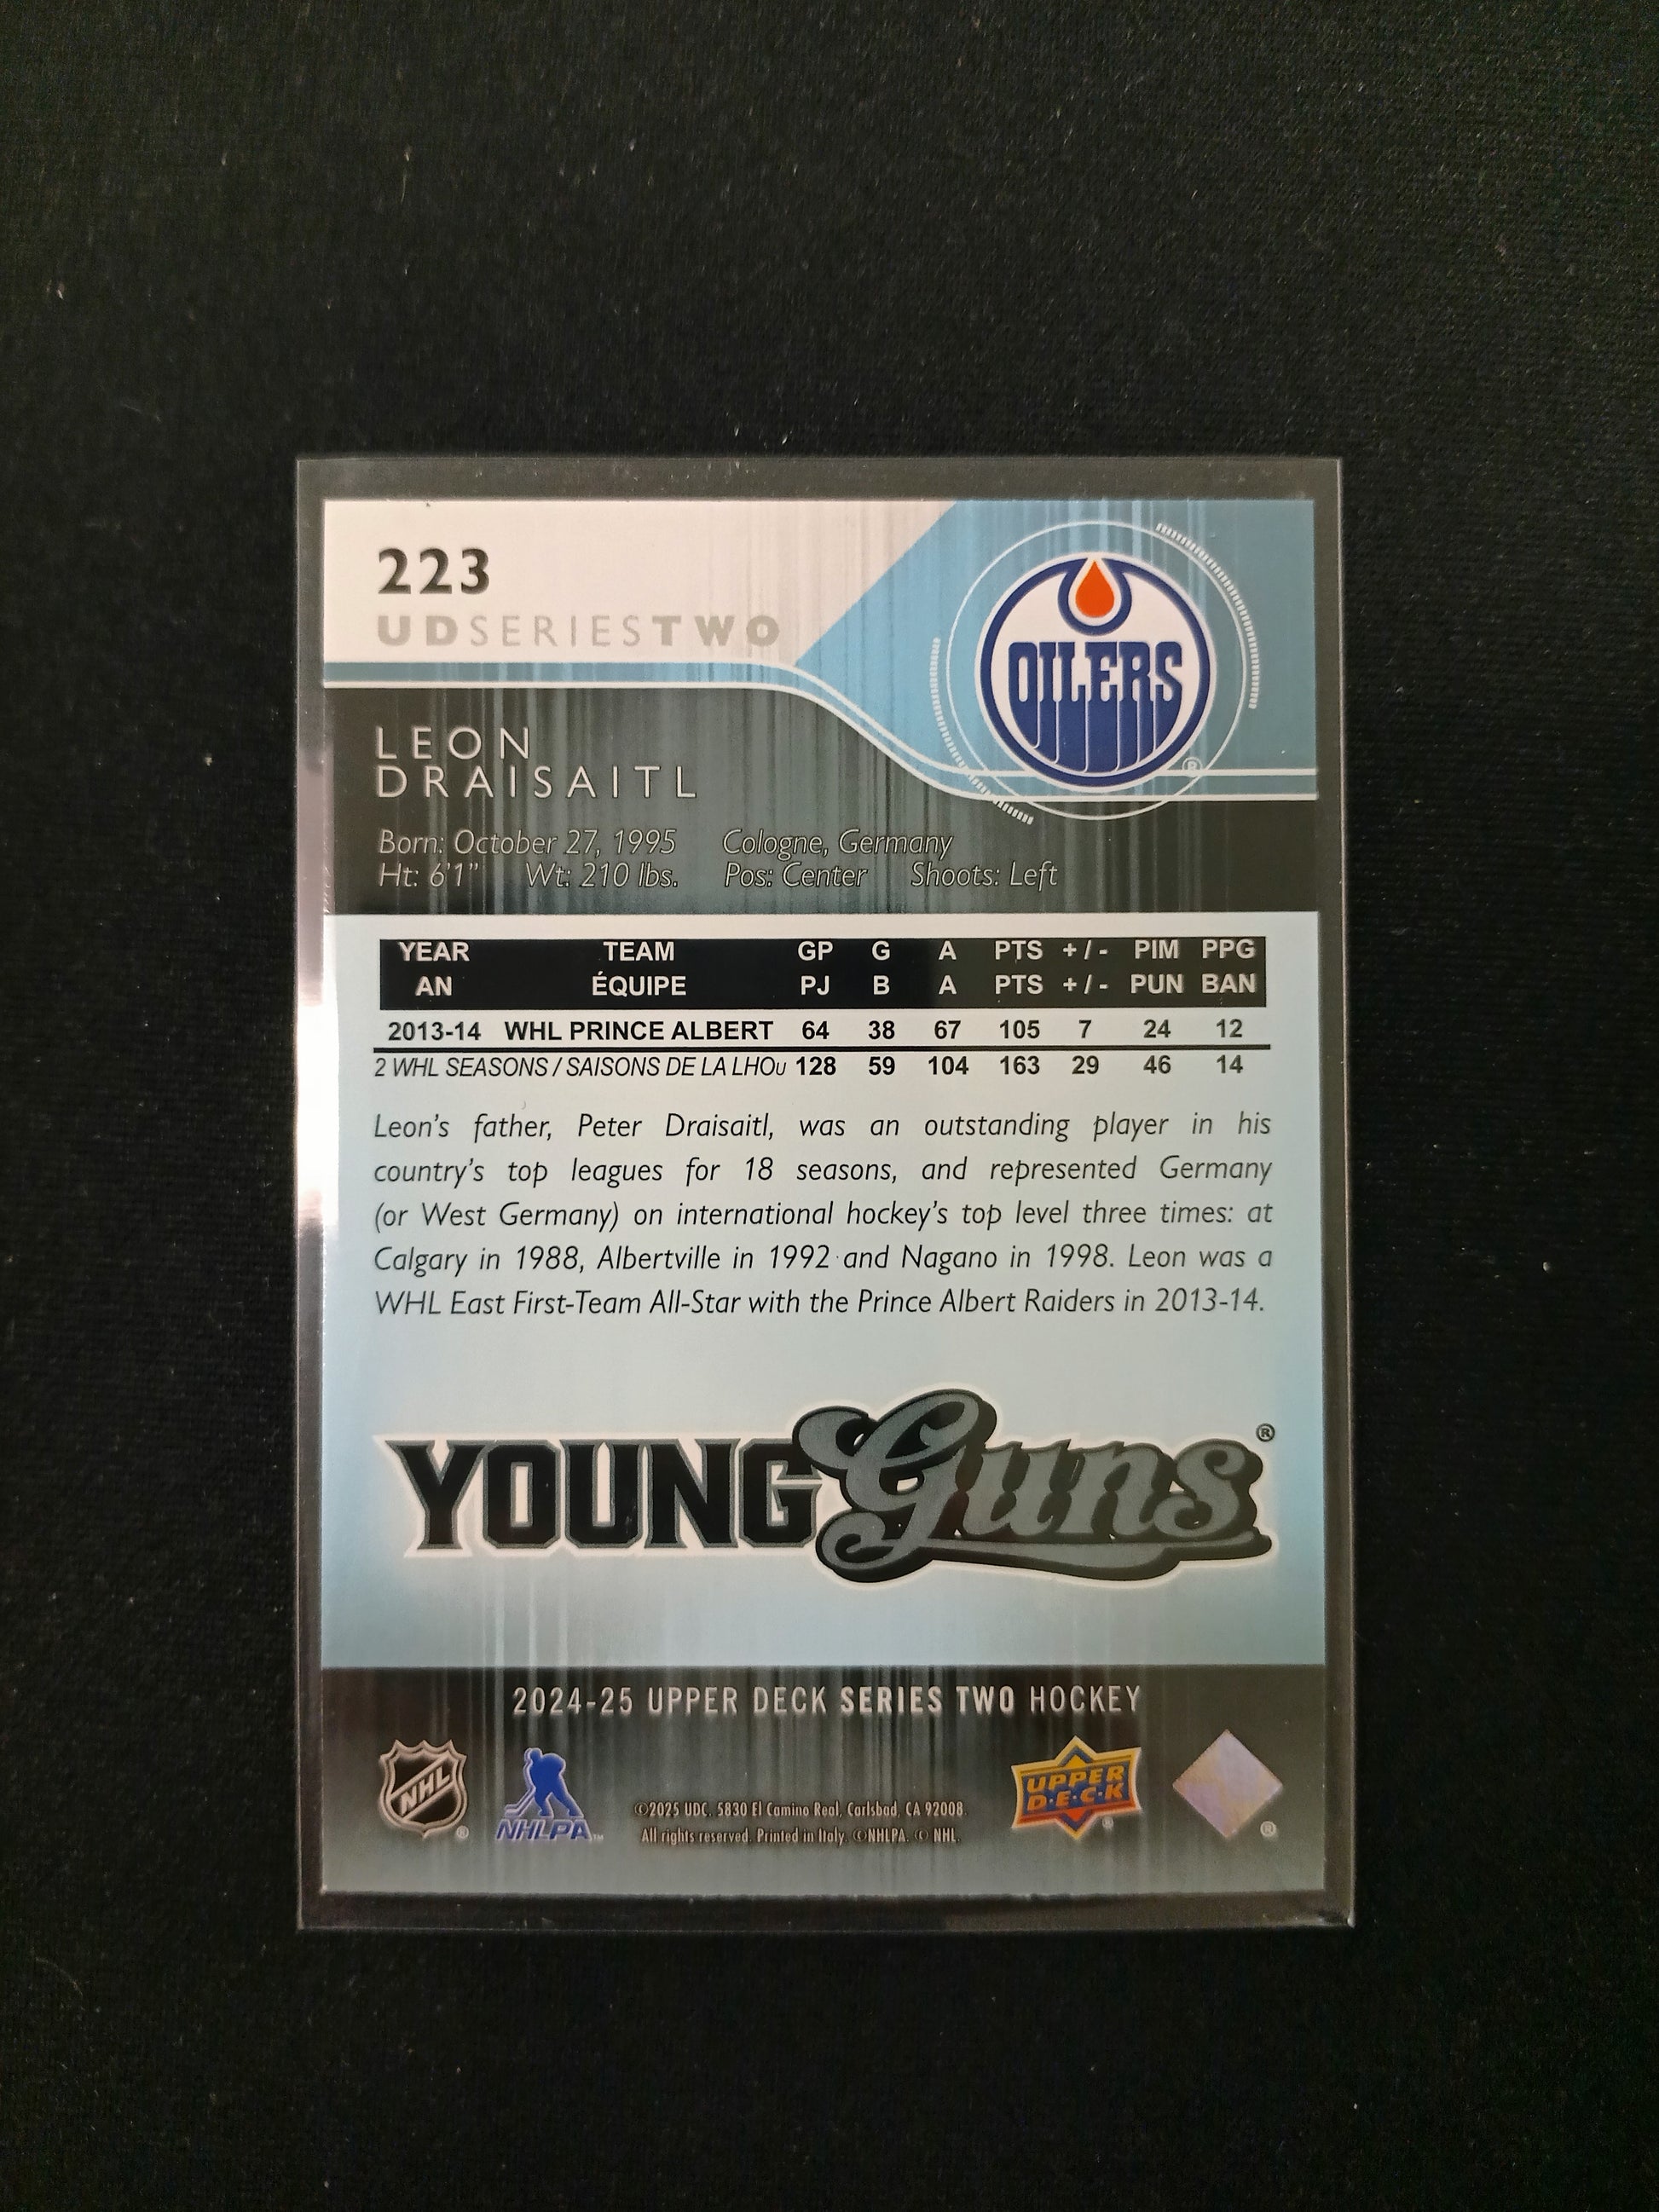 223
UDSERIESTWO
OILERS
®
LEON
DRAISAITL
Born: October 27, 1995 Cologne, Germany
Ht: 6'1" Wt: 210 lbs. Pos: Center Shoots: Left
YEAR TEAM GP G A PTS +/- PIM PPG
AN ÉQUIPE PJ B A PTS +/- PUN BAN
2013-14 WHL PRINCE ALBERT 64 38 67 105 7 24 12
2 WHL SEASONS / SAISONS DE LA LHOU 128 59 104 163 29 46 14
Leon's father, Peter Draisaitl, was an outstanding player in his
country's top leagues for 18 seasons, and represented Germany
(or West Germany) on international hockey's top level three times: at
Calgary in 1988, Albertville in 1992 and Nagano in 1998. Leon was a
WHL East First-Team All-Star with the Prince Albert Raiders in 2013-14.
YOUNG Guns ®
2024-25 UPPER DECK SERIES TWO HOCKEY
NHL ®
NHLPA ™
©2025 UDC. 5830 El Camino Real, Carlsbad, CA 92008.
All rights reserved. Printed in Italy. ©NHLPA. © NHL.
UPPER
D·E·C·K ®
®